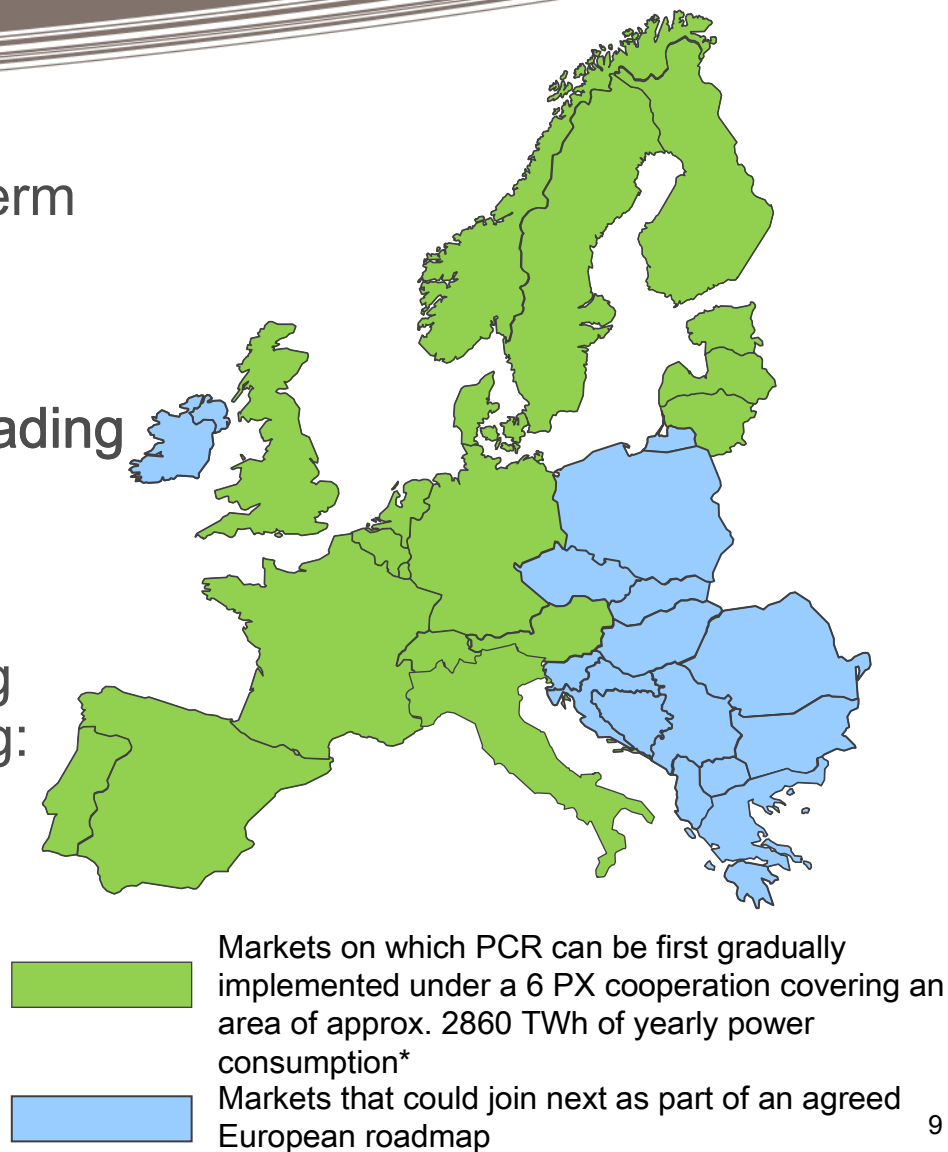 erm
ading
g
g:
Markets on which PCR can be first gradually
implemented under a 6 PX cooperation covering an
area of approx. 2860 TWh of yearly power
consumption*
Markets that could join next as part of an agreed
European roadmap
9